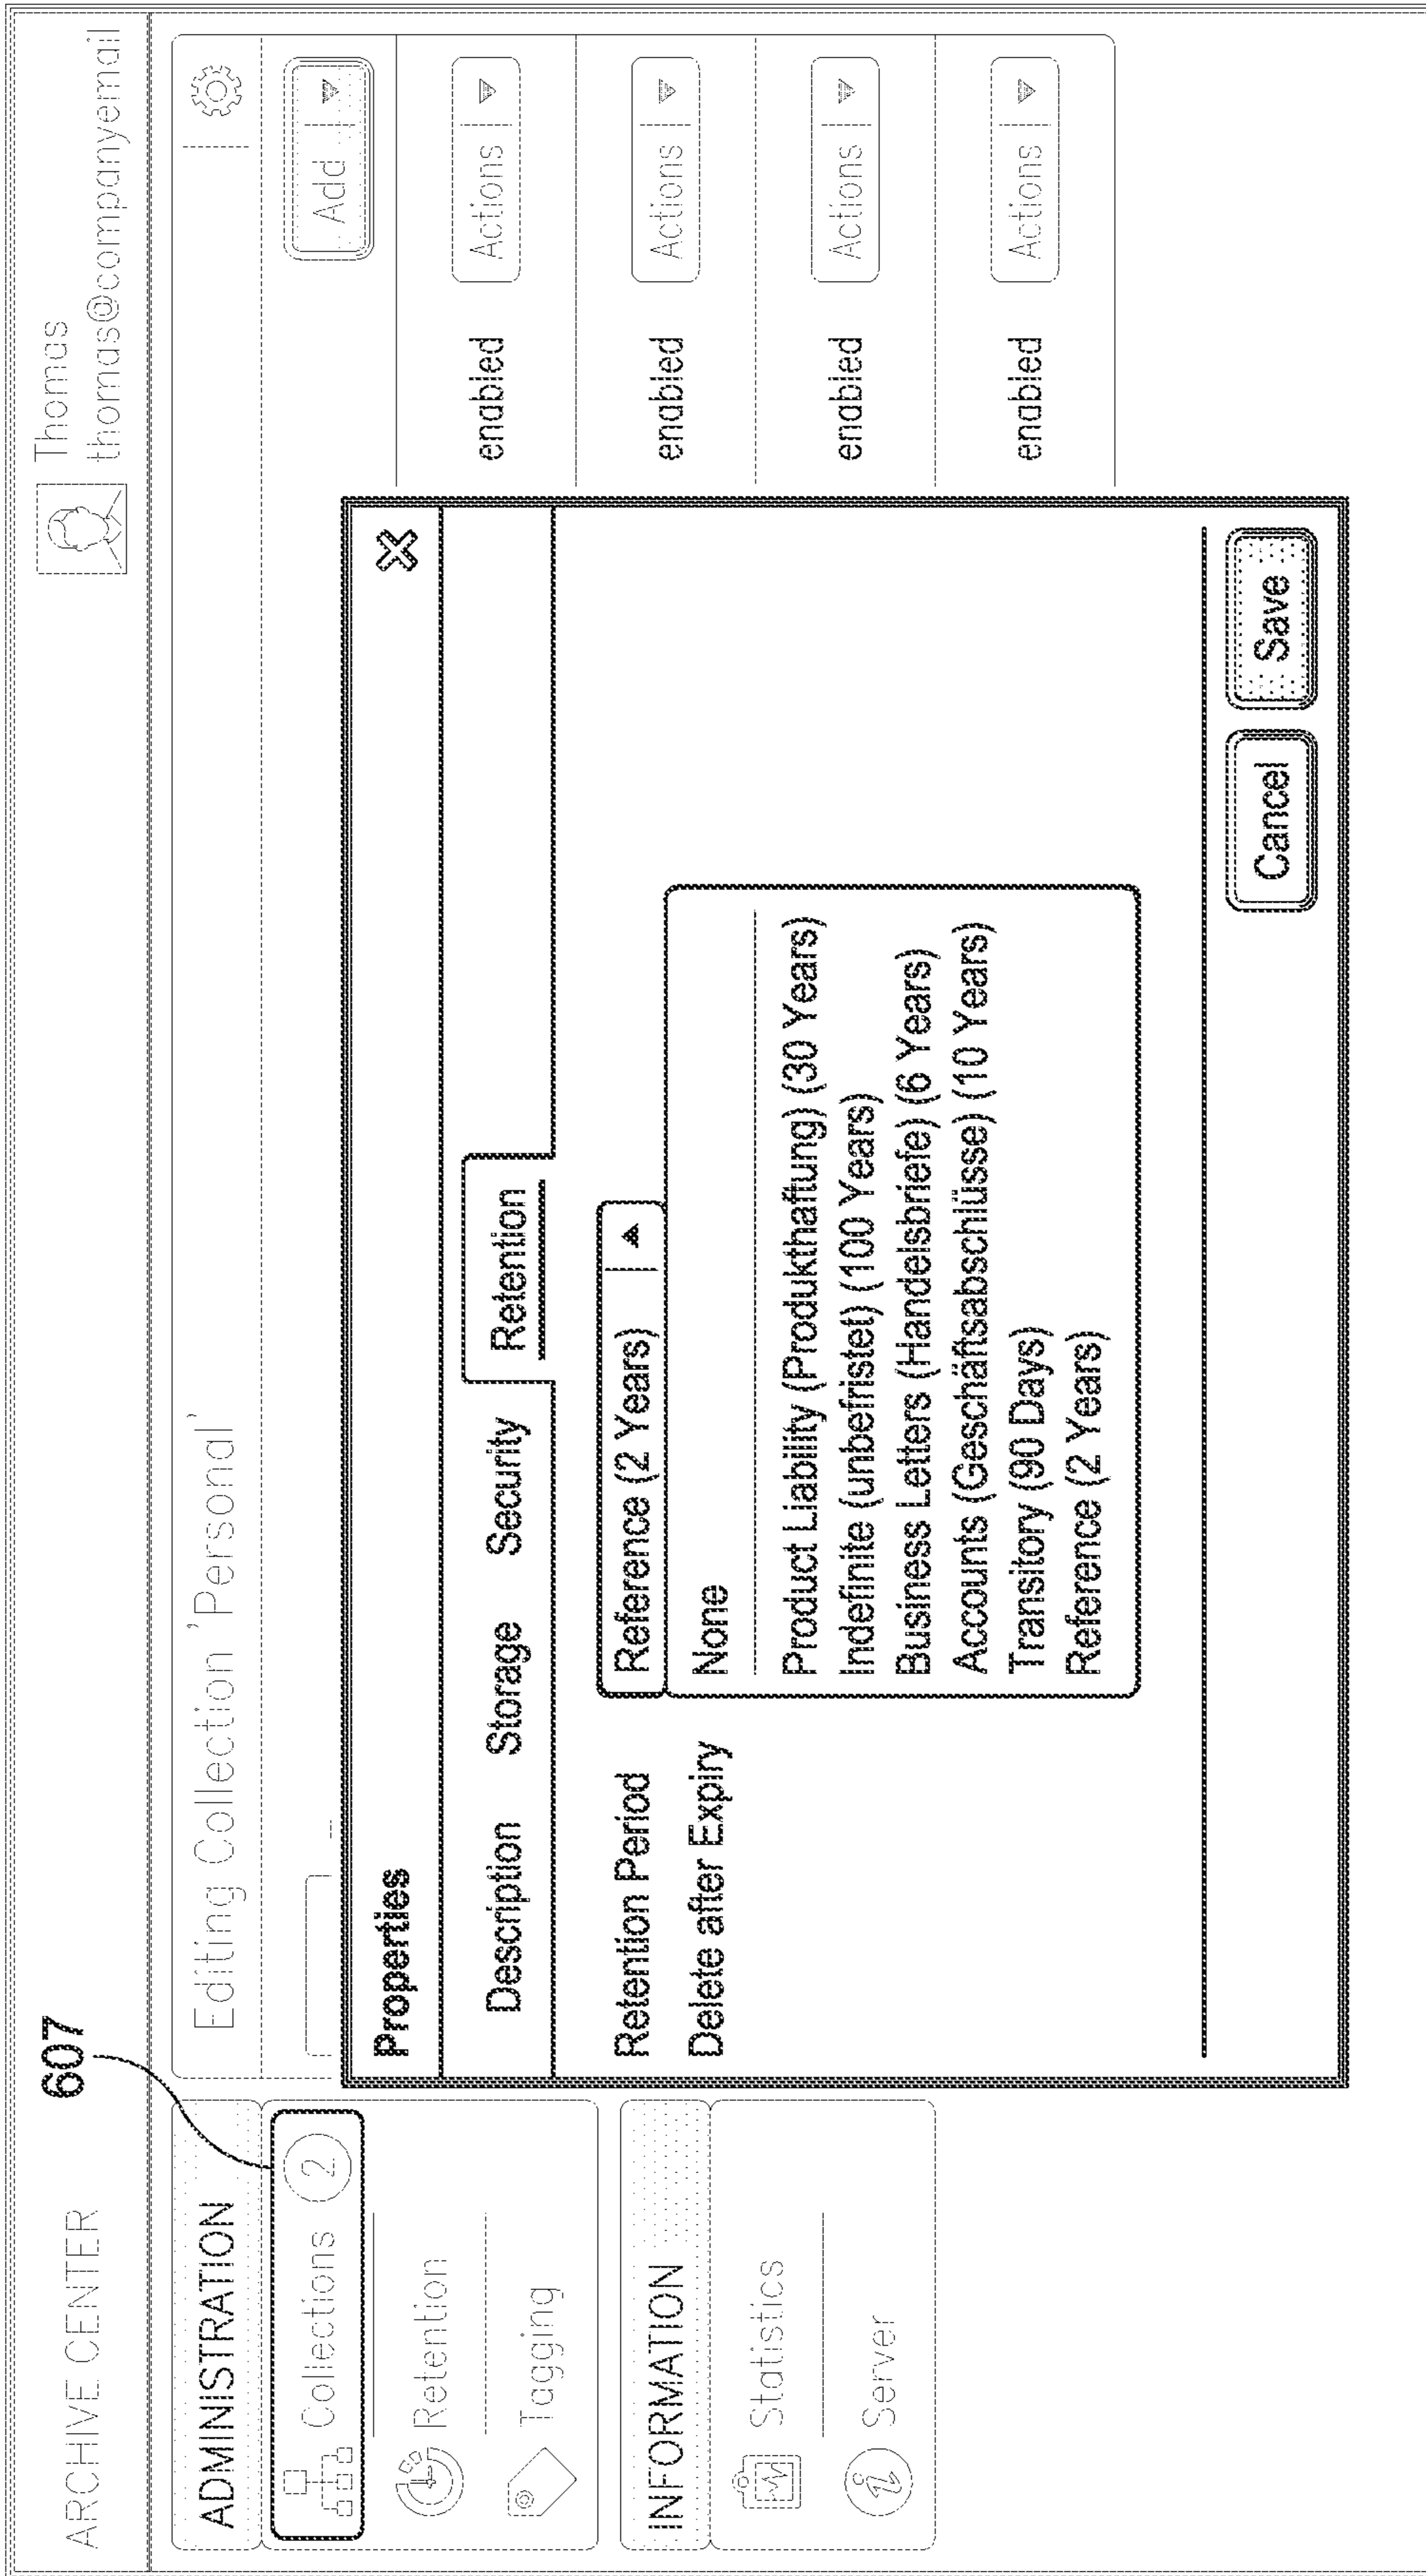 ARCHIVE CENTER
607
Thomas
thomas@companyemail
ADMINISTRATION
Collections 2
Retention
Tagging
INFORMATION
Statistics
Server
Editing Collection 'Personal'
Add
enabled Actions
enabled Actions
enabled Actions
enabled Actions
Properties
Description Storage Security Retention
Retention Period Reference (2 Years)
Delete after Expiry
None
Product Liability (Produkthaftung) (30 Years)
Indefinite (unbefristet) (100 Years)
Business Letters (Handelsbriefe) (6 Years)
Accounts (Geschäftsabschlüsse) (10 Years)
Transitory (90 Days)
Reference (2 Years)
Cancel Save